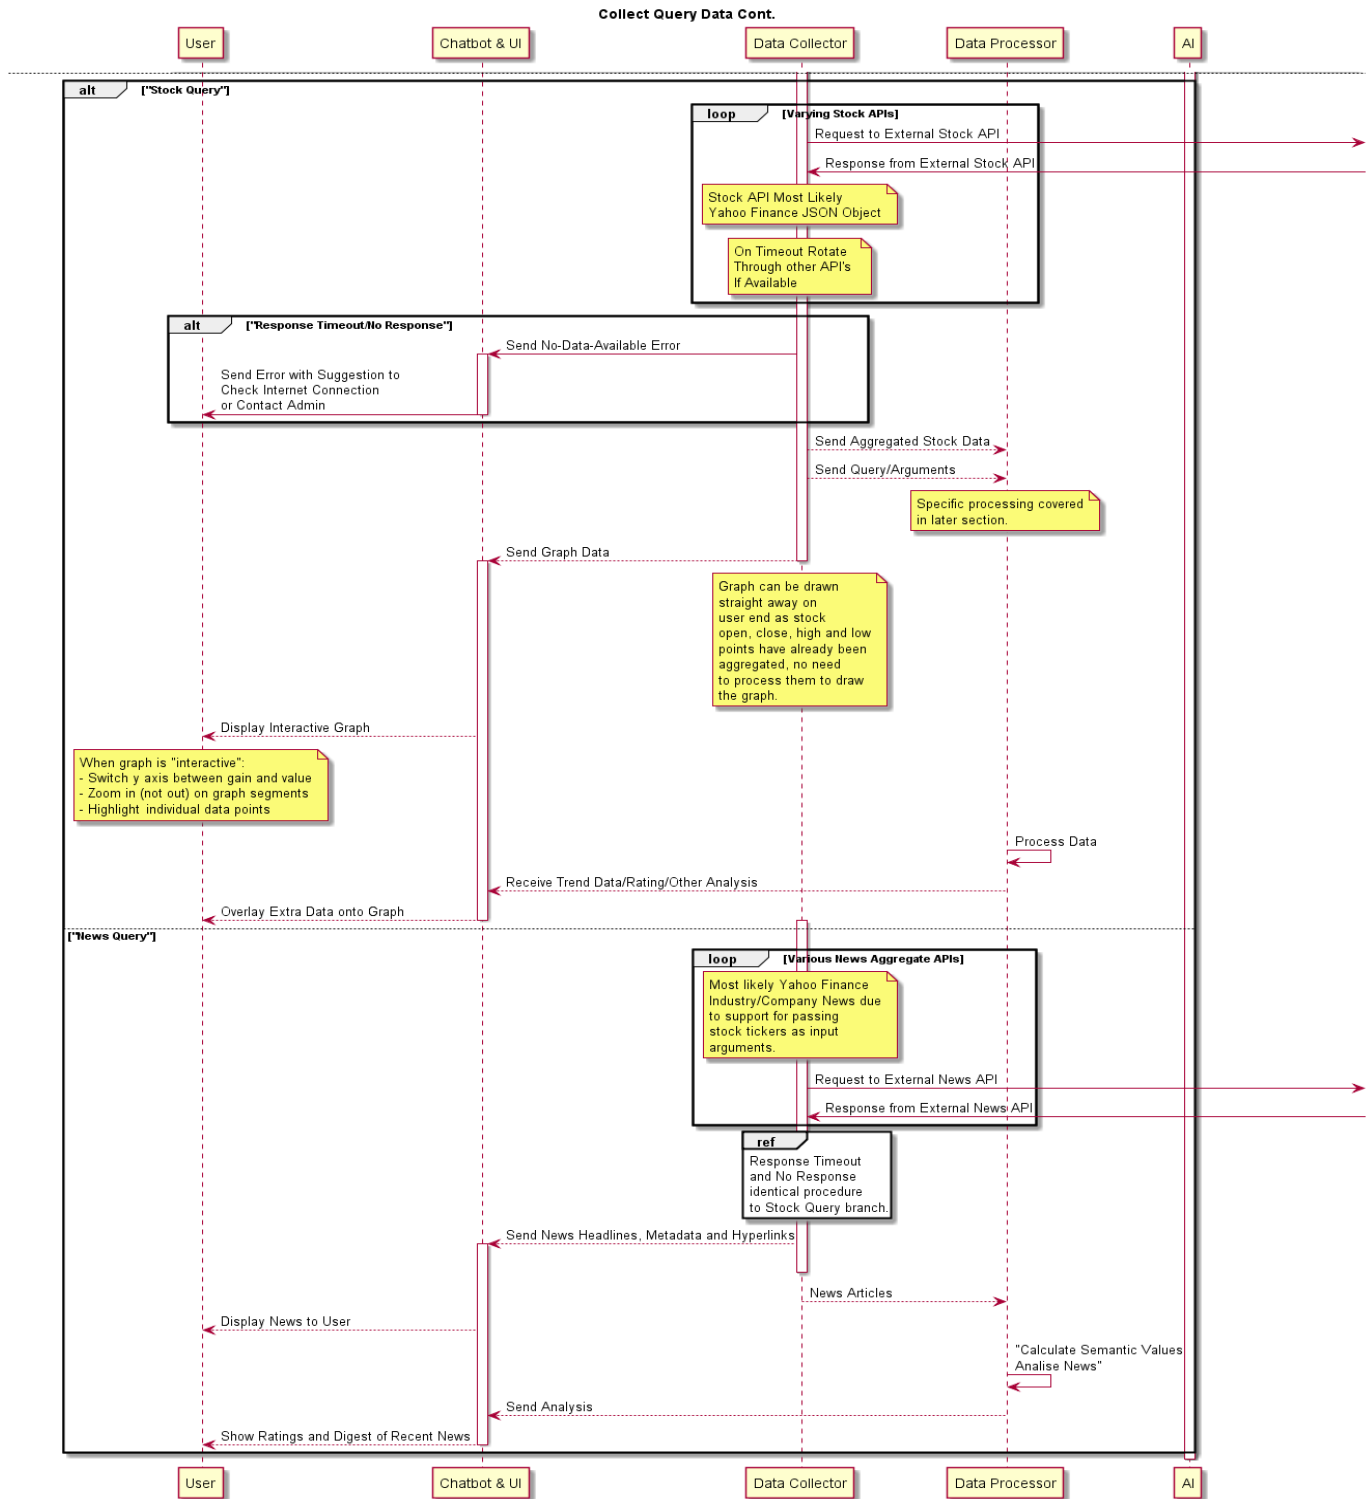 Collect Query Data Cont.
User
Chatbot & UI
Data Collector
Data Processor
AI
alt
["Stock Query"]
loop
[Varying Stock APIs]
Request to External Stock API
Response from External Stock API
Stock API Most Likely
Yahoo Finance JSON Object
On Timeout Rotate
Through other API's
If Available
alt
["Response Timeout/No Response"]
Send No-Data-Available Error
Send Error with Suggestion to
Check Internet Connection
or Contact Admin
Send Aggregated Stock Data
Send Query/Arguments
Specific processing covered
in later section.
Send Graph Data
Graph can be drawn
straight away on
user end as stock
open, close, high and low
points have already been
aggregated, no need
to process them to draw
the graph.
Display Interactive Graph
When graph is "interactive":
- Switch y axis between gain and value
- Zoom in (not out) on graph segments
- Highlight individual data points
Process Data
Receive Trend Data/Rating/Other Analysis
Overlay Extra Data onto Graph
["News Query"]
loop
[Various News Aggregate APIs]
Most likely Yahoo Finance
Industry/Company News due
to support for passing
stock tickers as input
arguments.
Request to External News API
Response from External News API
ref
Response Timeout
and No Response
identical procedure
to Stock Query branch.
Send News Headlines, Metadata and Hyperlinks
News Articles
Display News to User
"Calculate Semantic Values
Analise News"
Send Analysis
Show Ratings and Digest of Recent News
User
Chatbot & UI
Data Collector
Data Processor
AI